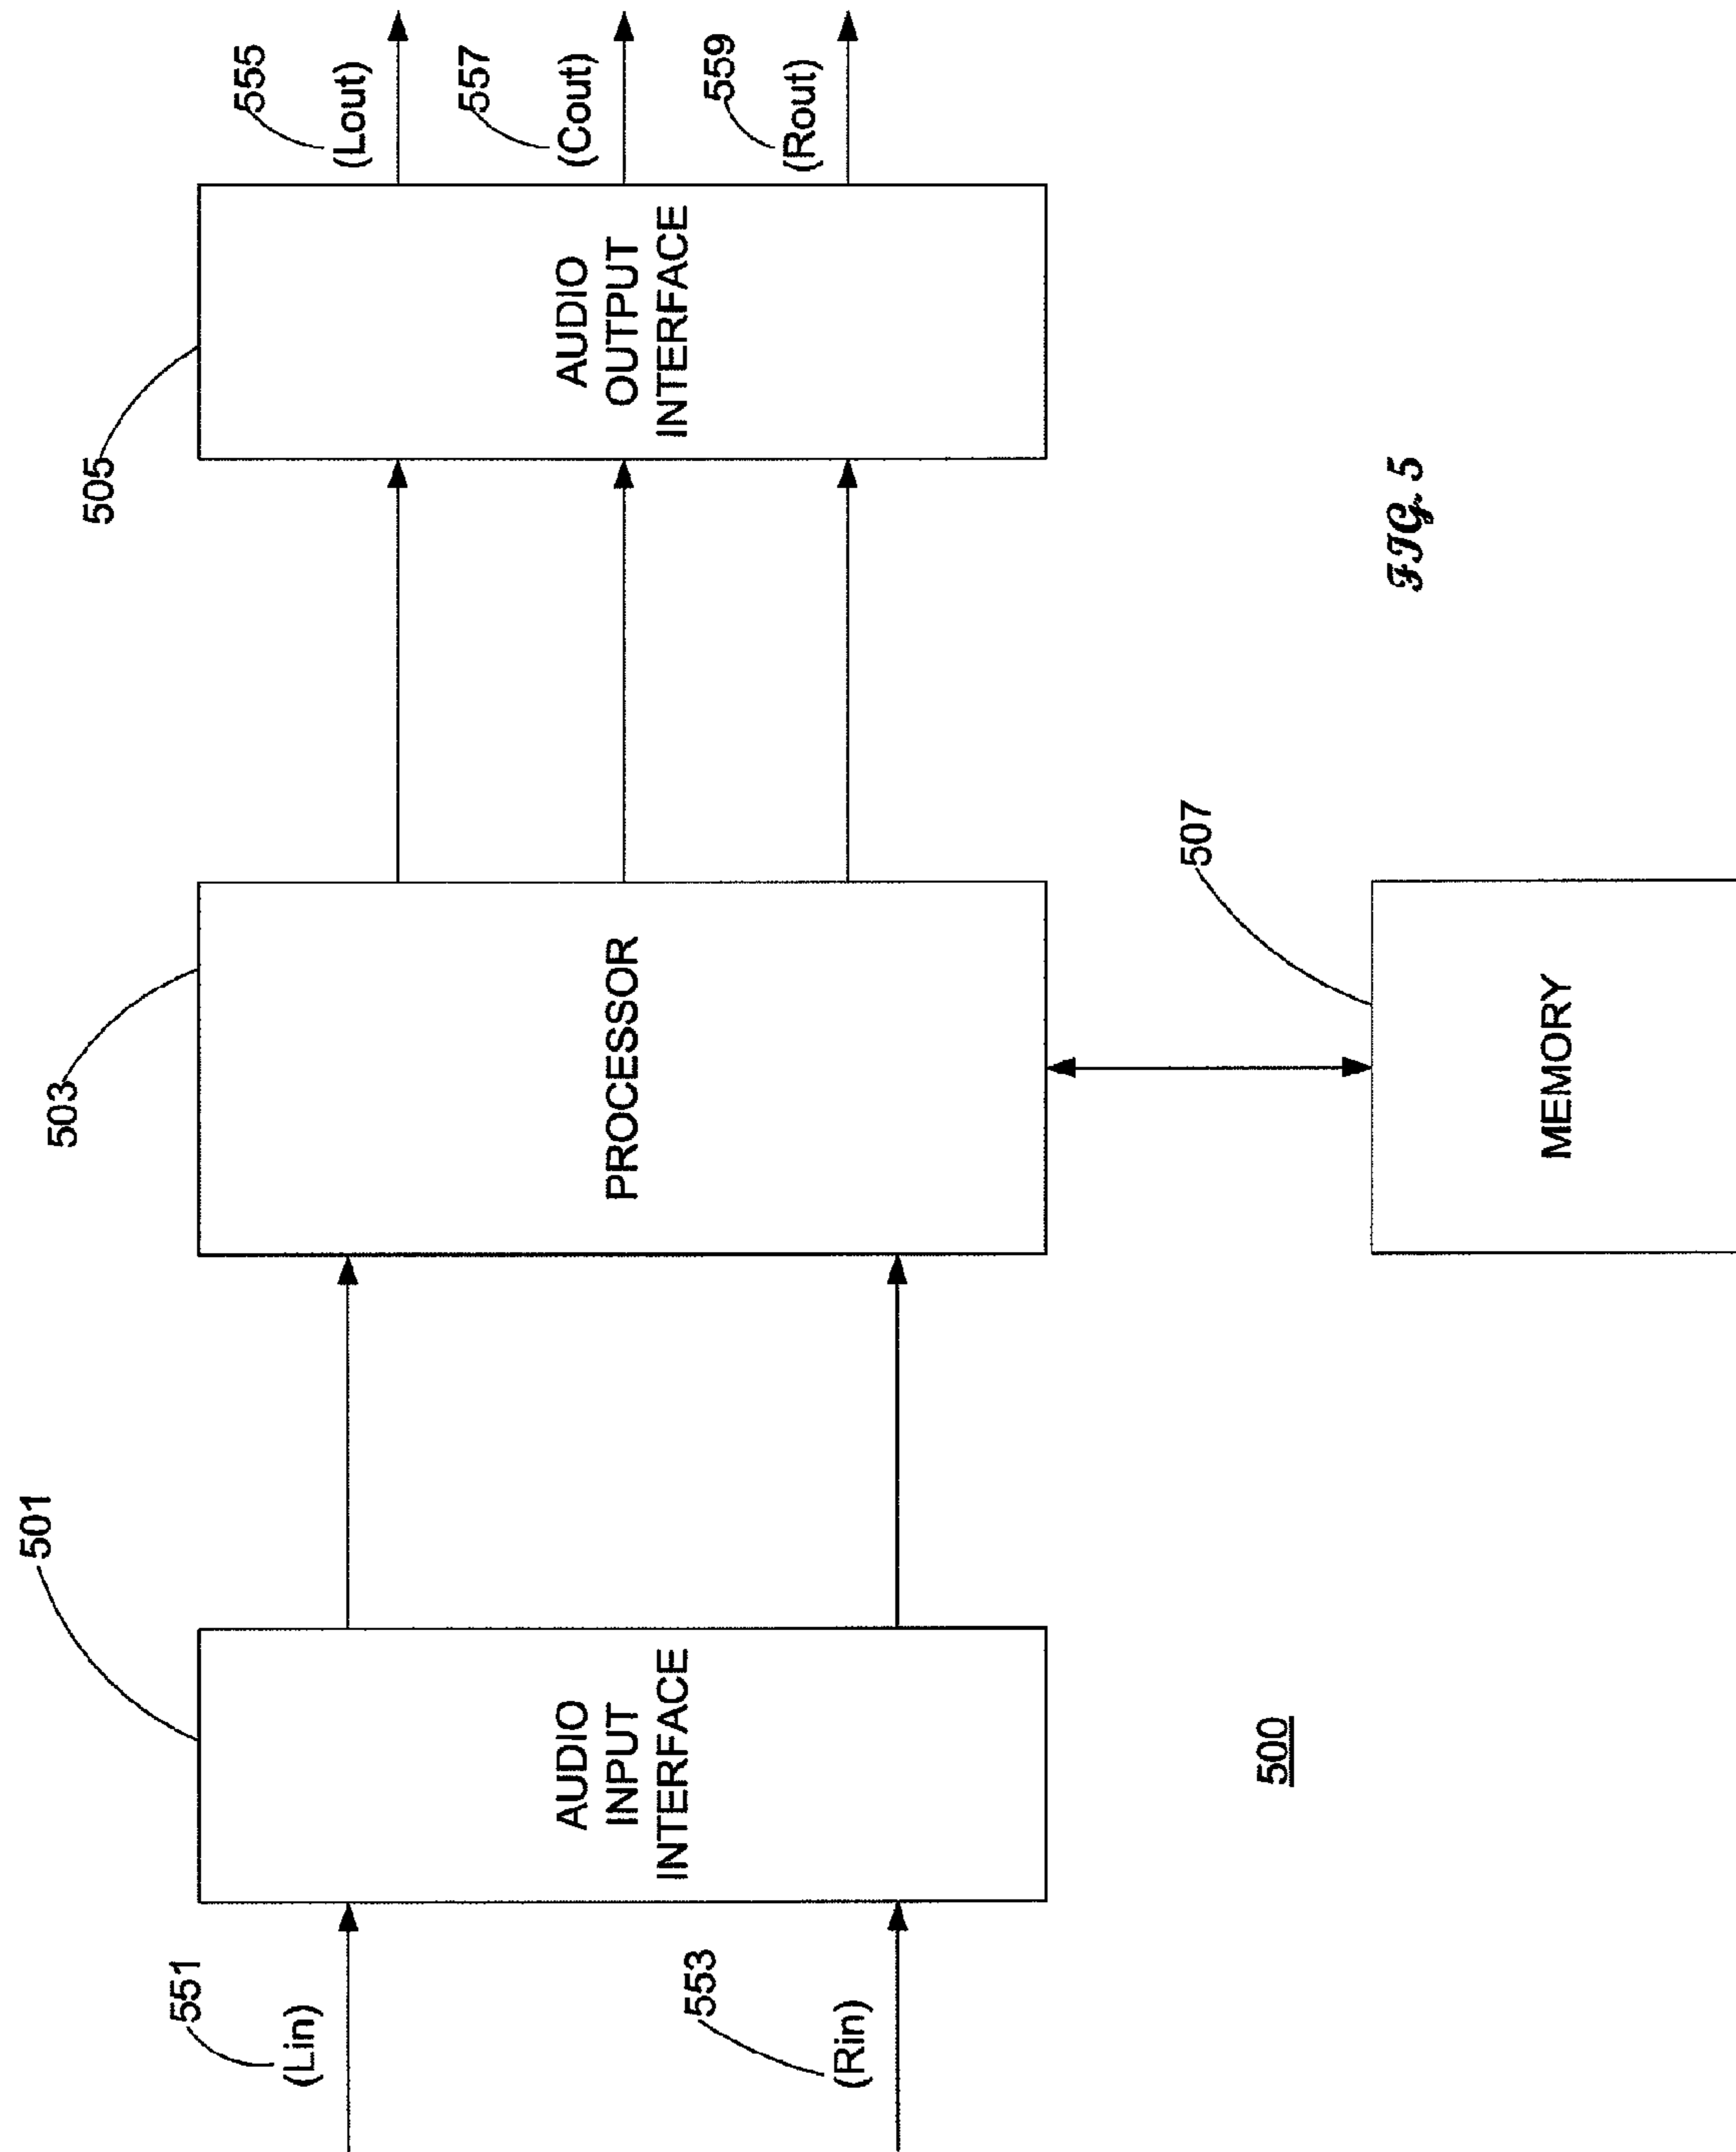 501
503
505
551
(Lin)
553
(Rin)
AUDIO
INPUT
INTERFACE
PROCESSOR
AUDIO
OUTPUT
INTERFACE
555
(Lout)
557
(Cout)
559
(Rout)
507
MEMORY
500
FIG. 5